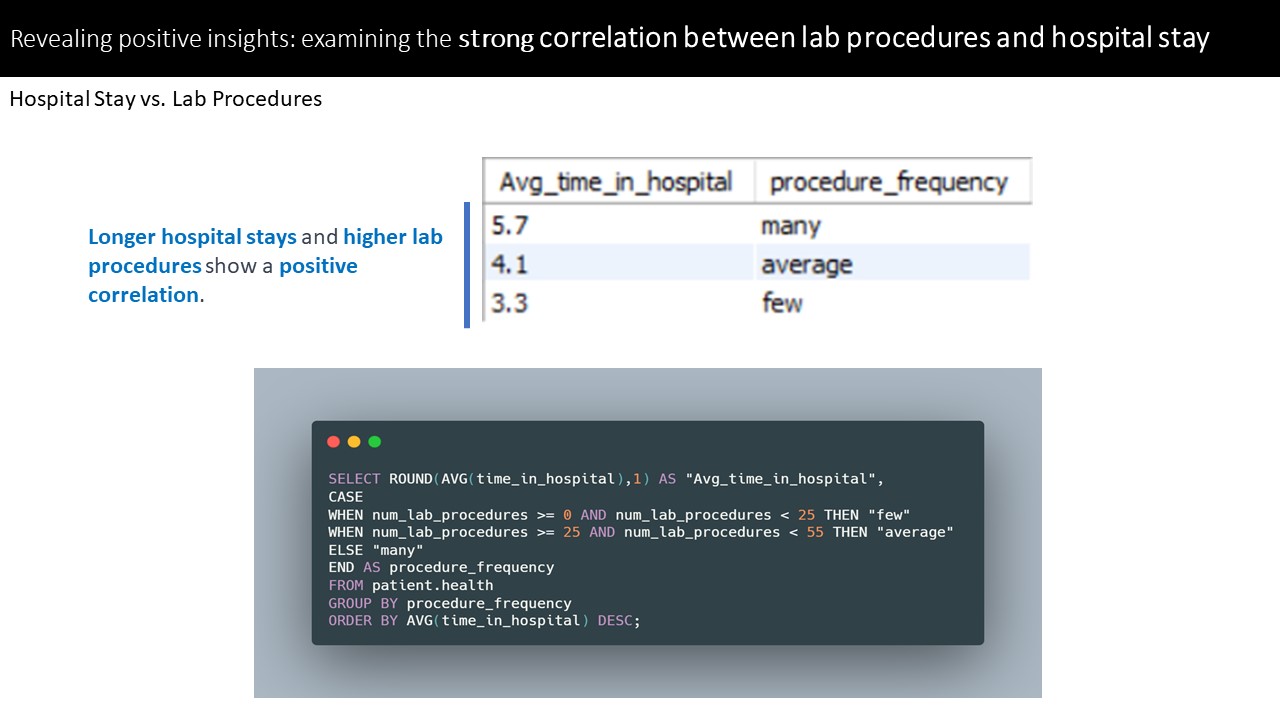 Revealing positive insights: examining the strong correlation between lab procedures and hospital stay
Hospital Stay vs. Lab Procedures
Longer hospital stays and higher lab
procedures show a positive
correlation.
Avg_time_in_hospital procedure_frequency
5.7 many
4.1 average
3.3 few
SELECT ROUND(AVG(time_in_hospital),1) AS "Avg_time_in_hospital",
CASE
WHEN num_lab_procedures >= 0 AND num_lab_procedures < 25 THEN "few"
WHEN num_lab_procedures >= 25 AND num_lab_procedures < 55 THEN "average"
ELSE "many"
END AS procedure_frequency
FROM patient.health
GROUP BY procedure_frequency
ORDER BY AVG(time_in_hospital) DESC;